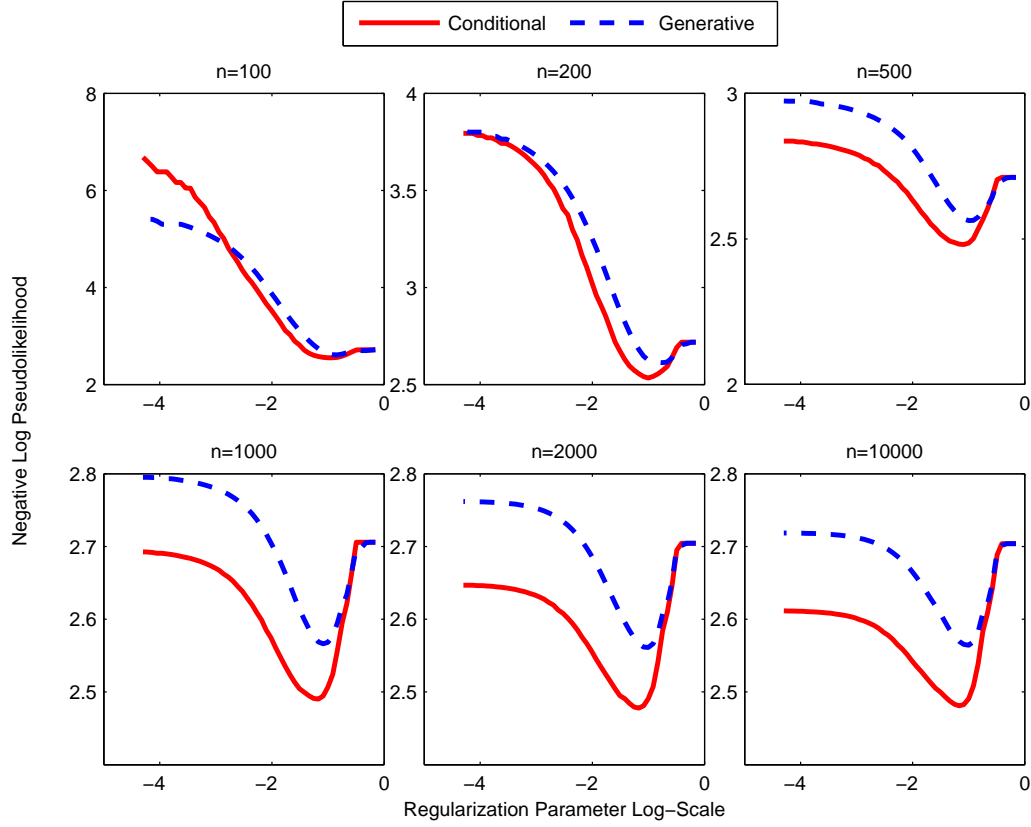 Conditional Generative
n=100
n=200
n=500
8
6
4
2
−4 −2 0
4
3.5
3
2.5
−4 −2 0
3
2.5
2
−4 −2 0
Negative Log Pseudolikelihood
n=1000
n=2000
n=10000
2.8
2.7
2.6
2.5
−4 −2 0
2.8
2.7
2.6
2.5
−4 −2 0
2.8
2.7
2.6
2.5
−4 −2 0
Regularization Parameter Log−Scale